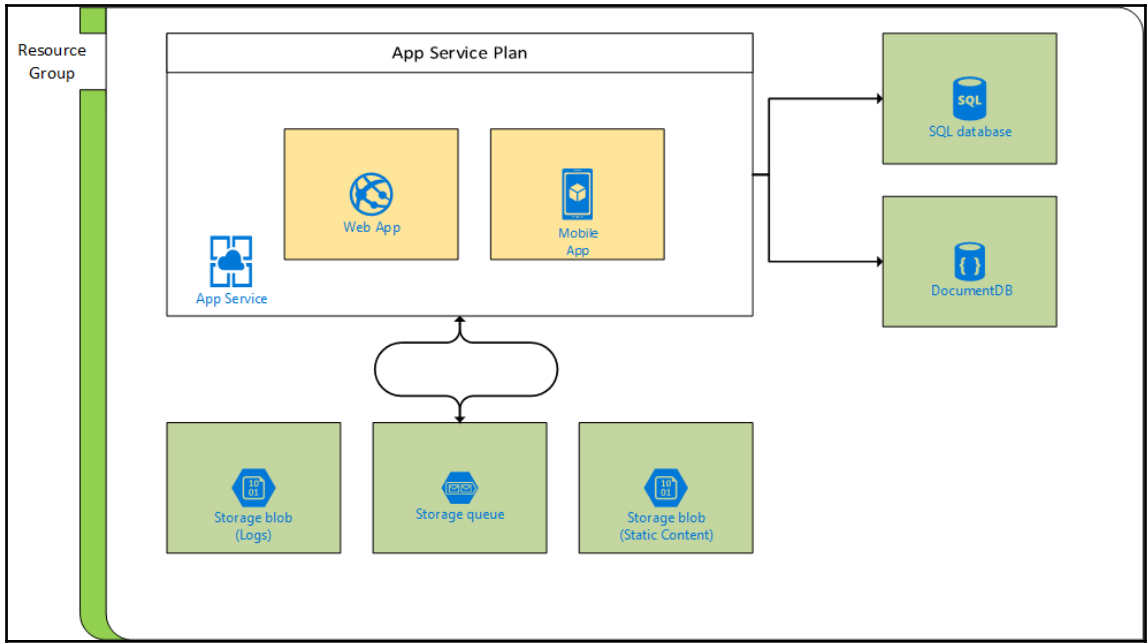 Resource
Group
App Service Plan
SQL
SQL database
Web App
Mobile
App
App Service
{ }
DocumentDB
10
01
Storage blob
(Logs)
Storage queue
10
01
Storage blob
(Static Content)